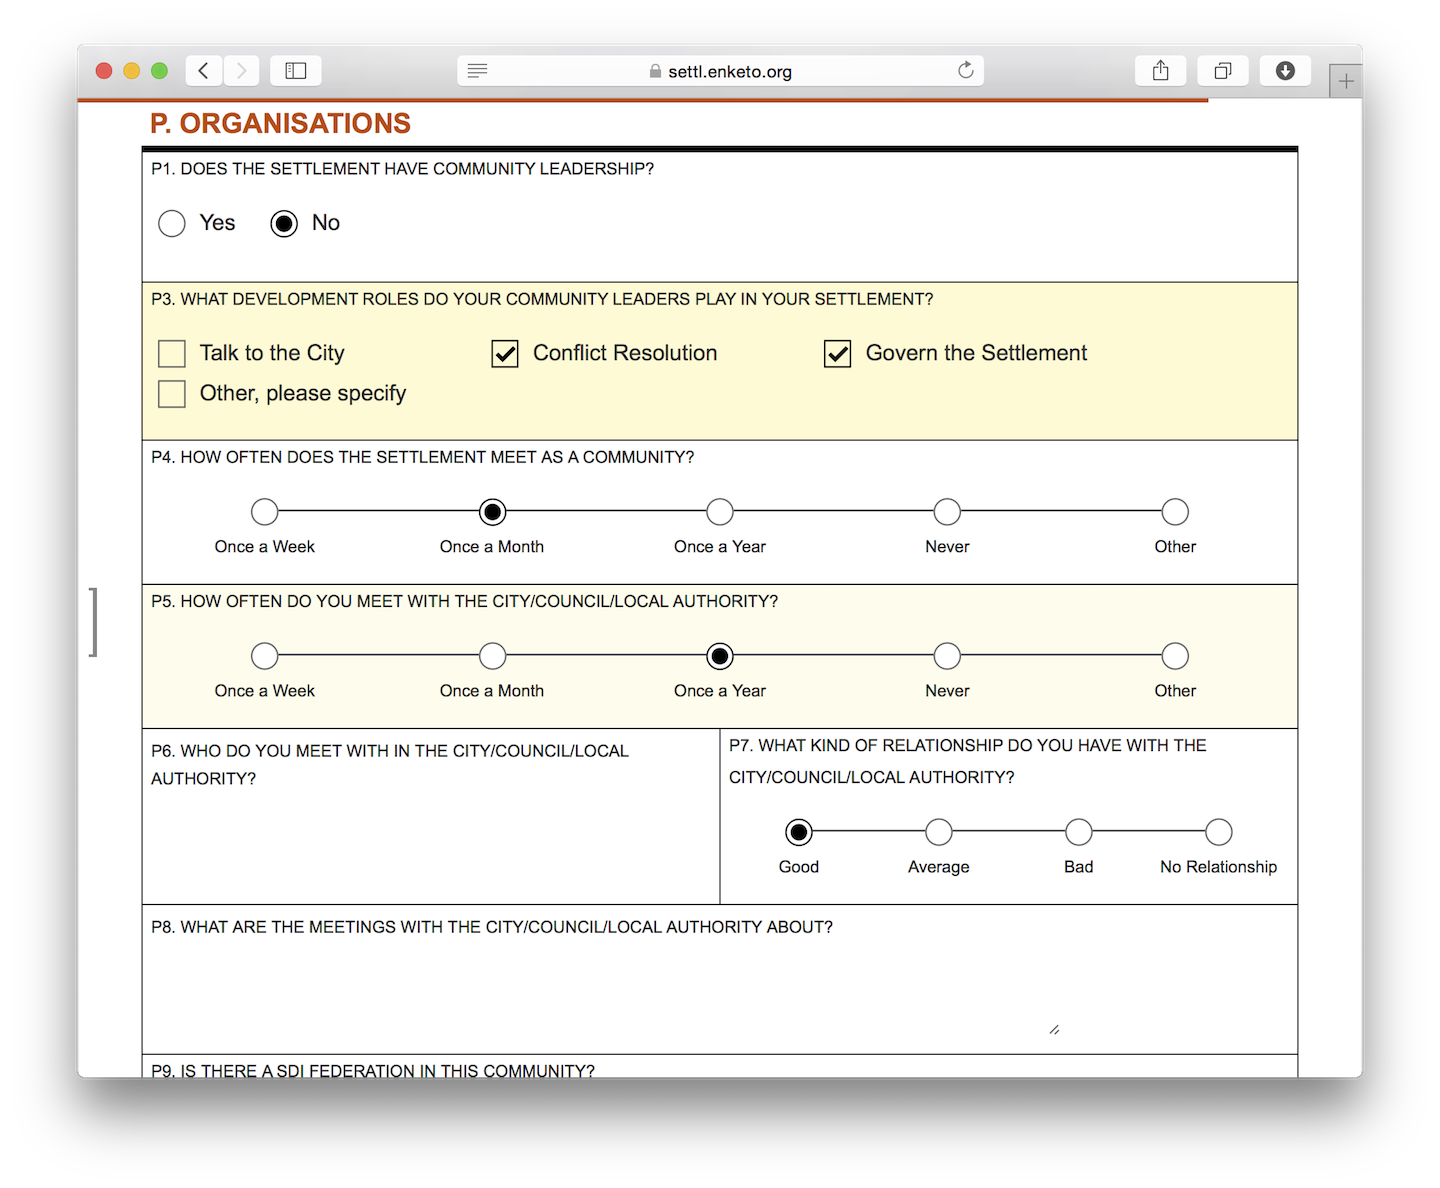 settl.enketo.org
P. ORGANISATIONS
P1. DOES THE SETTLEMENT HAVE COMMUNITY LEADERSHIP?
Yes No
P3. WHAT DEVELOPMENT ROLES DO YOUR COMMUNITY LEADERS PLAY IN YOUR SETTLEMENT?
Talk to the City Conflict Resolution Govern the Settlement
Other, please specify
P4. HOW OFTEN DOES THE SETTLEMENT MEET AS A COMMUNITY?
Once a Week Once a Month Once a Year Never Other
P5. HOW OFTEN DO YOU MEET WITH THE CITY/COUNCIL/LOCAL AUTHORITY?
Once a Week Once a Month Once a Year Never Other
P6. WHO DO YOU MEET WITH IN THE CITY/COUNCIL/LOCAL
AUTHORITY?
P7. WHAT KIND OF RELATIONSHIP DO YOU HAVE WITH THE
CITY/COUNCIL/LOCAL AUTHORITY?
Good Average Bad No Relationship
P8. WHAT ARE THE MEETINGS WITH THE CITY/COUNCIL/LOCAL AUTHORITY ABOUT?
P9. IS THERE A SDI FEDERATION IN THIS COMMUNITY?